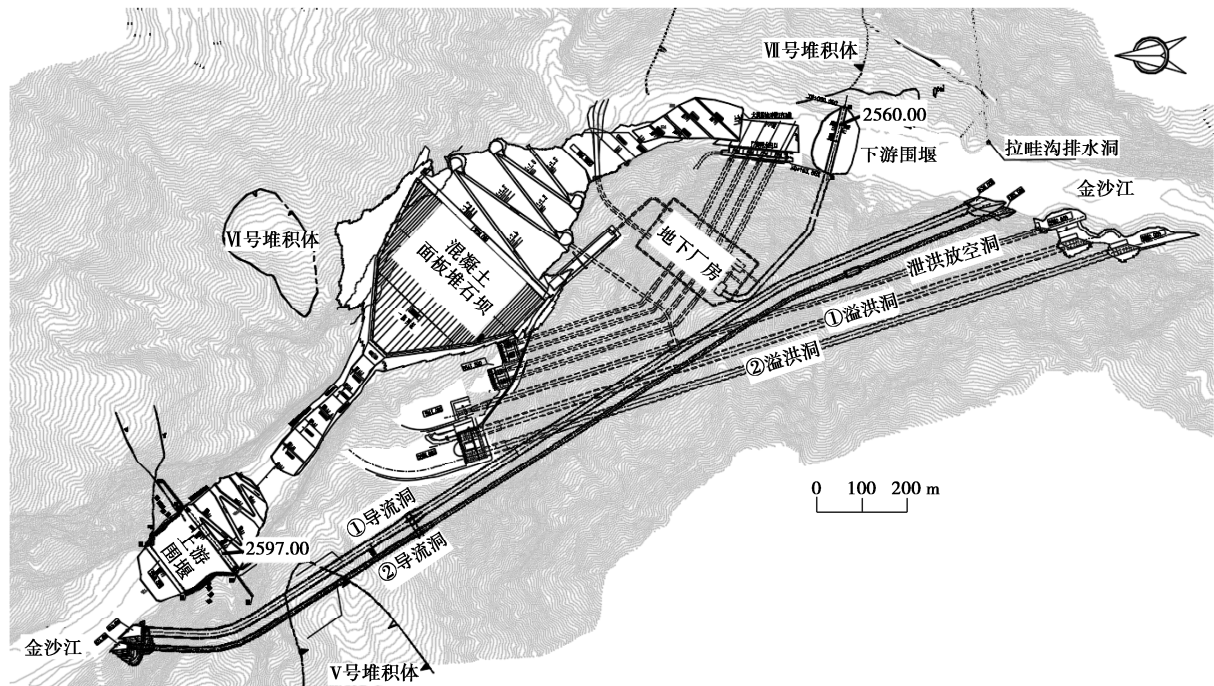 Ⅶ号堆积体
2560.00
下游围堰
拉哇沟排水洞
金沙江
Ⅵ号堆积体
混凝土
面板堆石坝
地下厂房
泄洪放空洞
①溢洪洞
②溢洪洞
0 100 200 m
①导流洞
②导流洞
上游
围堰
2597.00
金沙江
Ⅴ号堆积体